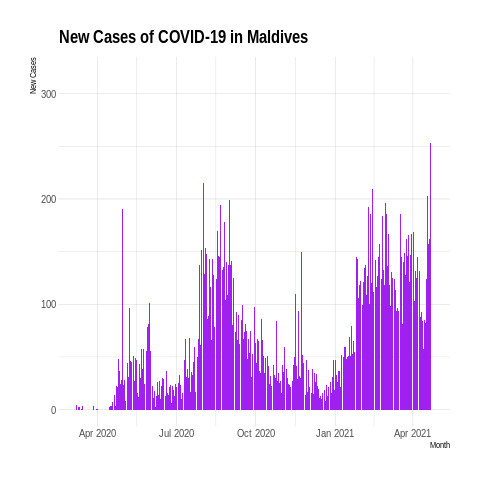 New Cases of COVID-19 in Maldives
New Cases
300
200
100
0
Apr 2020 Jul 2020 Oct 2020 Jan 2021 Apr 2021
Month